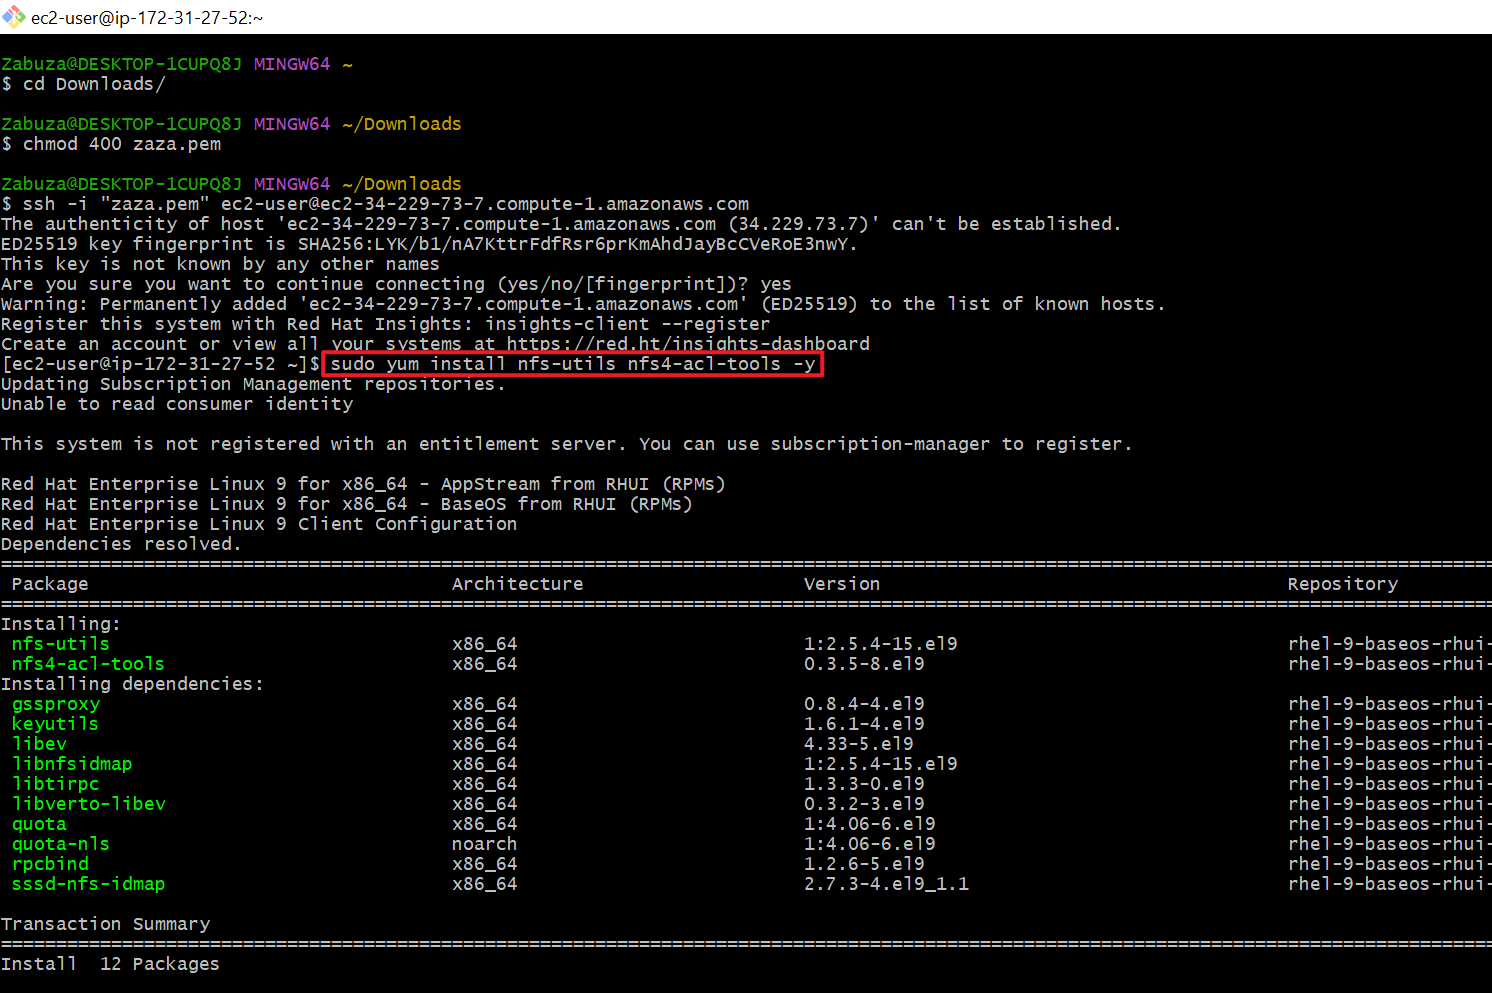 ec2-user@ip-172-31-27-52:~
Zabuza@DESKTOP-1CUPQ8J MINGW64 ~
$ cd Downloads/
Zabuza@DESKTOP-1CUPQ8J MINGW64 ~/Downloads
$ chmod 400 zaza.pem
Zabuza@DESKTOP-1CUPQ8J MINGW64 ~/Downloads
$ ssh -i "zaza.pem" ec2-user@ec2-34-229-73-7.compute-1.amazonaws.com
The authenticity of host 'ec2-34-229-73-7.compute-1.amazonaws.com (34.229.73.7)' can't be established.
ED25519 key fingerprint is SHA256:LYK/b1/nA7KttrFdfRsr6prKmAhdJayBcCVeRoE3nwY.
This key is not known by any other names
Are you sure you want to continue connecting (yes/no/[fingerprint])? yes
Warning: Permanently added 'ec2-34-229-73-7.compute-1.amazonaws.com' (ED25519) to the list of known hosts.
Register this system with Red Hat Insights: insights-client --register
Create an account or view all your systems at https://red.ht/insights-dashboard
[ec2-user@ip-172-31-27-52 ~]$ sudo yum install nfs-utils nfs4-acl-tools -y
Updating Subscription Management repositories.
Unable to read consumer identity
This system is not registered with an entitlement server. You can use subscription-manager to register.
Red Hat Enterprise Linux 9 for x86_64 - AppStream from RHUI (RPMs)
Red Hat Enterprise Linux 9 for x86_64 - BaseOS from RHUI (RPMs)
Red Hat Enterprise Linux 9 Client Configuration
Dependencies resolved.
Package Architecture Version Repository
Installing:
nfs-utils x86_64 1:2.5.4-15.el9 rhel-9-baseos-rhui-
nfs4-acl-tools x86_64 0.3.5-8.el9 rhel-9-baseos-rhui-
Installing dependencies:
gssproxy x86_64 0.8.4-4.el9 rhel-9-baseos-rhui-
keyutils x86_64 1.6.1-4.el9 rhel-9-baseos-rhui-
libev x86_64 4.33-5.el9 rhel-9-baseos-rhui-
libnfsidmap x86_64 1:2.5.4-15.el9 rhel-9-baseos-rhui-
libtirpc x86_64 1.3.3-0.el9 rhel-9-baseos-rhui-
libverto-libev x86_64 0.3.2-3.el9 rhel-9-baseos-rhui-
quota x86_64 1:4.06-6.el9 rhel-9-baseos-rhui-
quota-nls noarch 1:4.06-6.el9 rhel-9-baseos-rhui-
rpcbind x86_64 1.2.6-5.el9 rhel-9-baseos-rhui-
sssd-nfs-idmap x86_64 2.7.3-4.el9_1.1 rhel-9-baseos-rhui-
Transaction Summary
Install 12 Packages